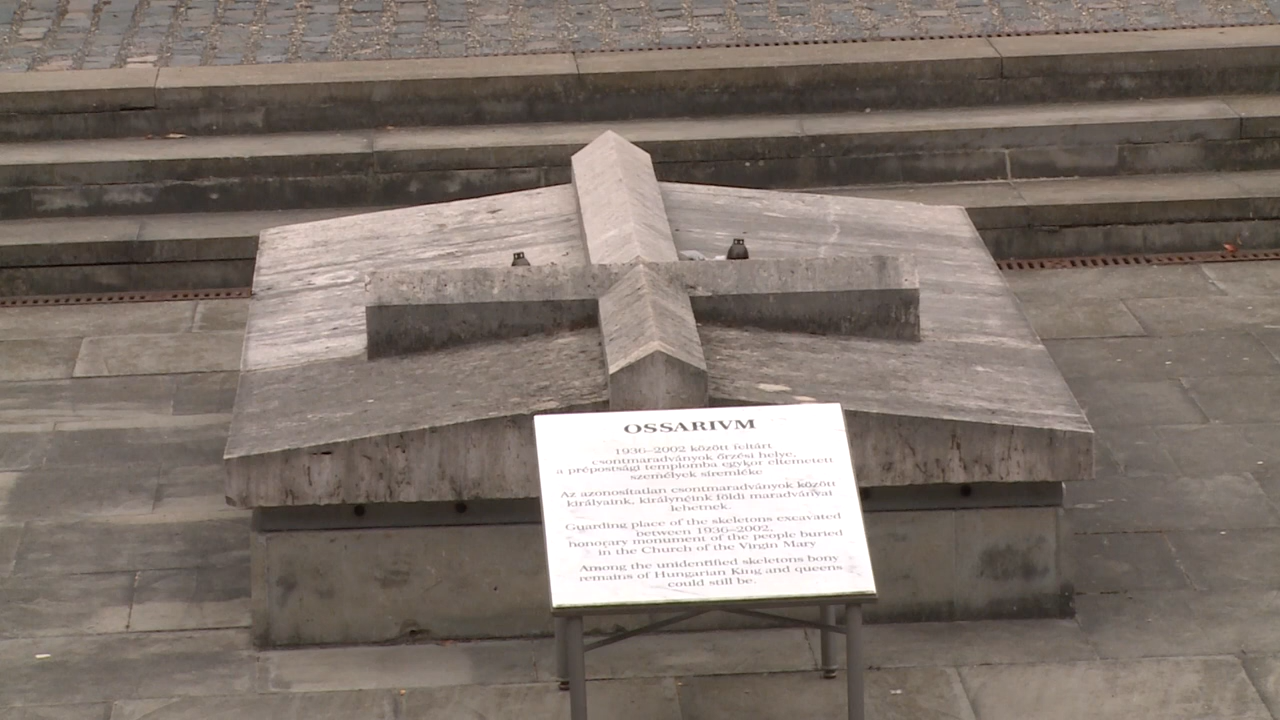 OSSARIVM
1936-2002 között feltárt
csontmaradványok őrzési helye,
a prépostsági templomba egykor eltemetett
személyek síremléke
Az azonosítatlan csontmaradványok között
királyaink, királynéink földi maradványai
lehetnek.
Guarding place of the skeletons excavated
between 1936-2002,
honorary monument of the people buried
in the Church of the Virgin Mary
Among the unidentified skeletons bony
remains of Hungarian King and queens
could still be.